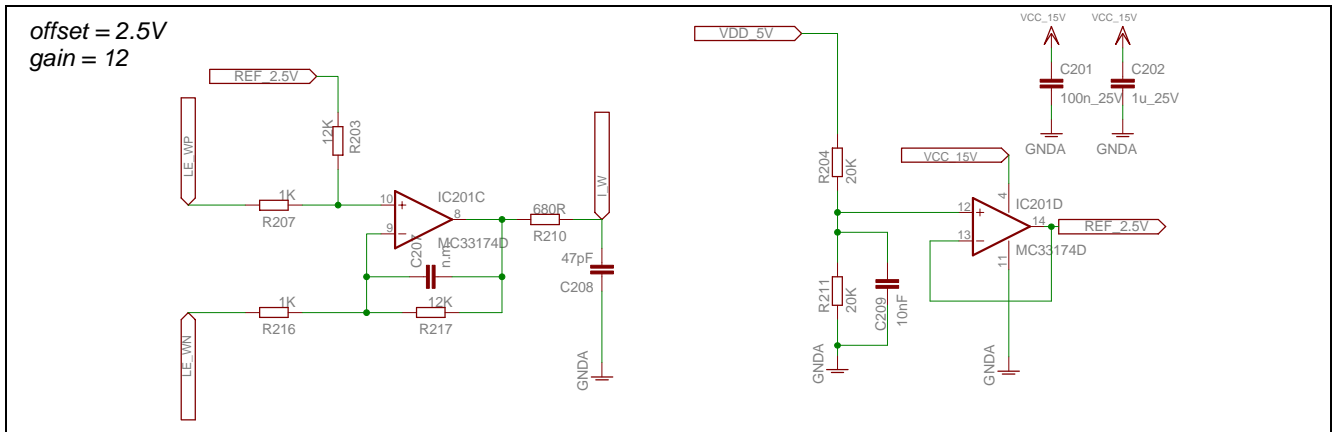 offset = 2.5V
gain = 12
REF_2.5V
LE_WP
12K
R203
1K
R207
10
9
8
IC201C
MC33174D
C207
n.m.
680R
R210
I_W
47pF
C208
GNDA
1K
R216
12K
R217
LE_WN
VDD_5V
R204
20K
R211
20K
C209
10nF
GNDA
VCC_15V
VCC_15V
C201
100n_25V
GNDA
C202
1u_25V
GNDA
VCC_15V
4
IC201D
12
13
14
MC33174D
11
REF_2.5V
GNDA